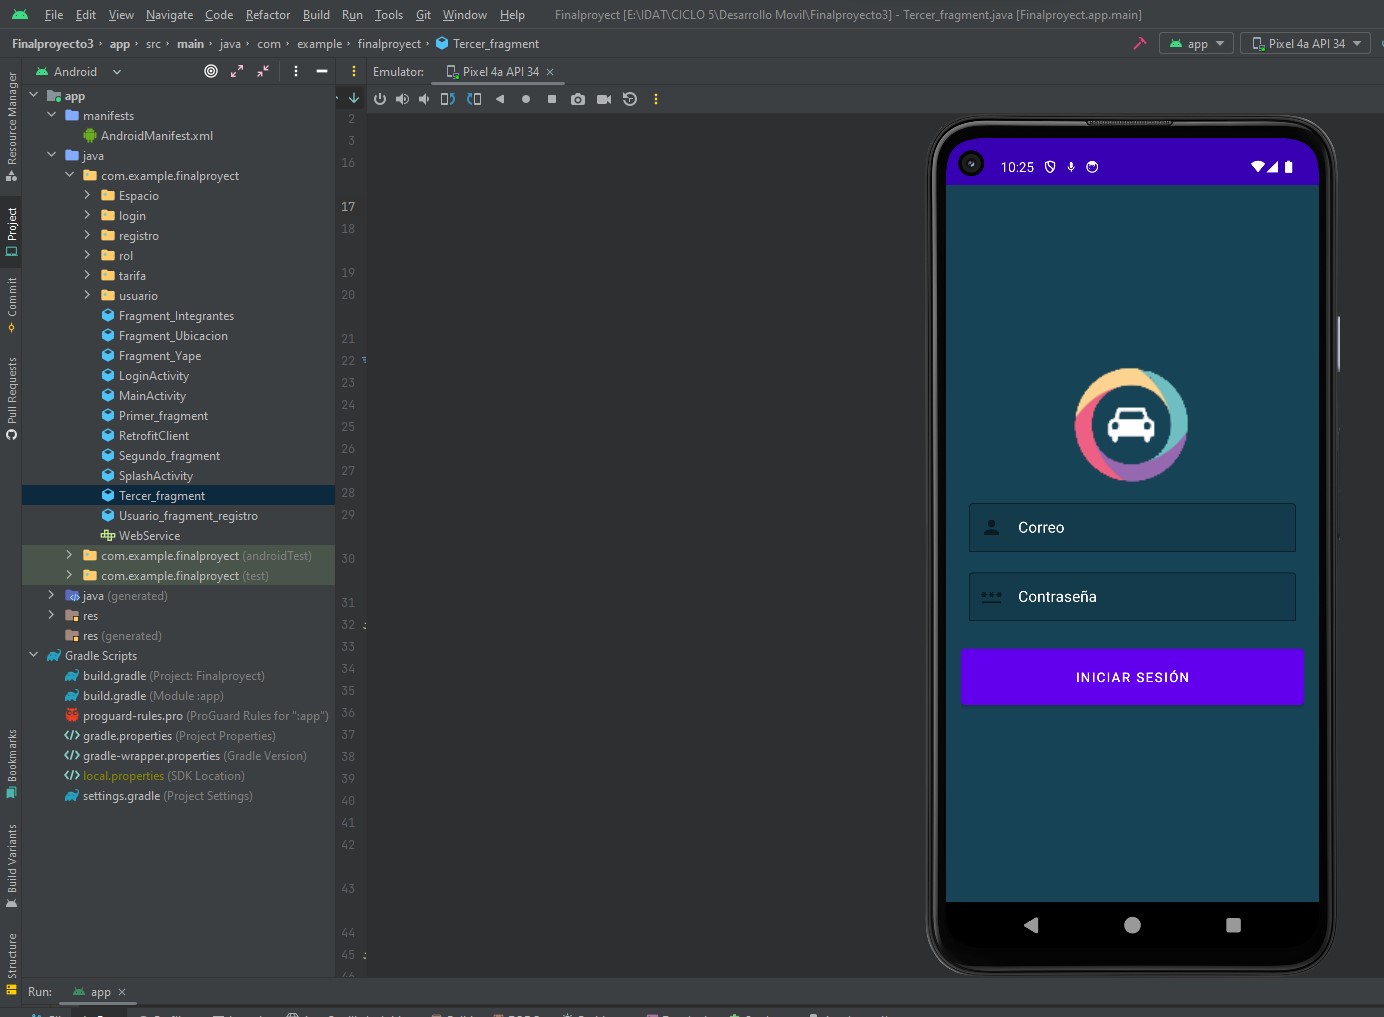 File Edit View Navigate Code Refactor Build Run Tools Git Window Help Finalproyect [E:\IDAT\CICLO 5\Desarrollo Movil\Finalproyecto3] - Tercer_fragment.java [Finalproyect.app.main]
Finalproyecto3 app src main java com example finalproyect Tercer_fragment app Pixel 4a API 34
Android Emulator: Pixel 4a API 34
Resource Manager
Project
Commit
Pull Requests
Bookmarks
Build Variants
Structure
app
manifests
AndroidManifest.xml
java
com.example.finalproyect
Espacio
login
registro
rol
tarifa
usuario
Fragment_Integrantes
Fragment_Ubicacion
Fragment_Yape
LoginActivity
MainActivity
Primer_fragment
RetrofitClient
Segundo_fragment
SplashActivity
Tercer_fragment
Usuario_fragment_registro
WebService
com.example.finalproyect (androidTest)
com.example.finalproyect (test)
java (generated)
res
res (generated)
Gradle Scripts
build.gradle (Project: Finalproyect)
build.gradle (Module :app)
proguard-rules.pro (ProGuard Rules for ":app")
gradle.properties (Project Properties)
gradle-wrapper.properties (Gradle Version)
local.properties (SDK Location)
settings.gradle (Project Settings)
2
3
16
17
18
19
20
21
22
23
24
25
26
27
28
29
30
31
32
33
34
35
36
37
38
39
40
41
42
43
44
45
10:25
Correo
Contraseña
INICIAR SESIÓN
Run: app